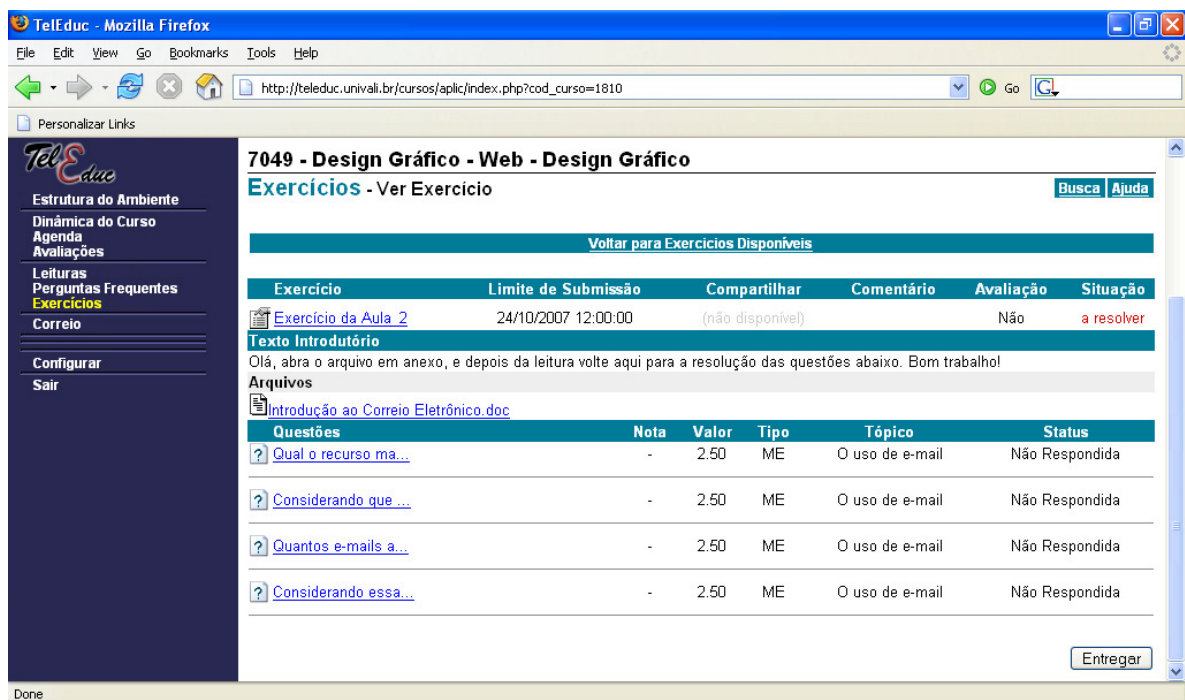 TelEduc - Mozilla Firefox
File Edit View Go Bookmarks Tools Help
http://teleduc.univali.br/cursos/aplic/index.php?cod_curso=1810 Go G
Personalizar Links
TelEduc
Estrutura do Ambiente
Dinâmica do Curso
Agenda
Avaliações
Leituras
Perguntas Frequentes
Exercícios
Correio
Configurar
Sair
7049 - Design Gráfico - Web - Design Gráfico
Exercícios - Ver Exercício
Busca Ajuda
Voltar para Exercicios Disponíveis
Exercício Limite de Submissão Compartilhar Comentário Avaliação Situação
Exercício da Aula 2 24/10/2007 12:00:00 (não disponível) Não a resolver
Texto Introdutório
Olá, abra o arquivo em anexo, e depois da leitura volte aqui para a resolução das questões abaixo. Bom trabalho!
Arquivos
Introdução ao Correio Eletrônico.doc
Questões Nota Valor Tipo Tópico Status
Qual o recurso ma... - 2.50 ME O uso de e-mail Não Respondida
Considerando que ... - 2.50 ME O uso de e-mail Não Respondida
Quantos e-mails a... - 2.50 ME O uso de e-mail Não Respondida
Considerando essa... - 2.50 ME O uso de e-mail Não Respondida
Entregar
Done